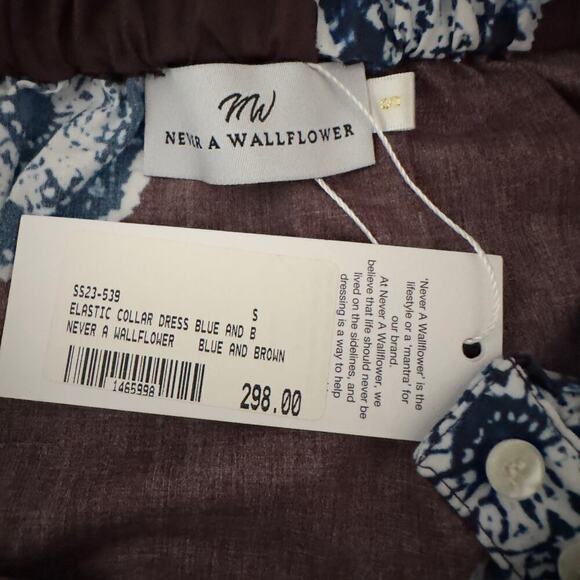 MW
NEVER A WALLFLOWER
SS23-539 S
ELASTIC COLLAR DRESS BLUE AND B
NEVER A WALLFLOWER BLUE AND BROWN
1465998
298.00
'Never A Wallflower' is the
lifestyle or a 'mantra' for
our brand.
At Never A Wallflower, we
believe that life should never be
lived on the sidelines, and
dressing is a way to help